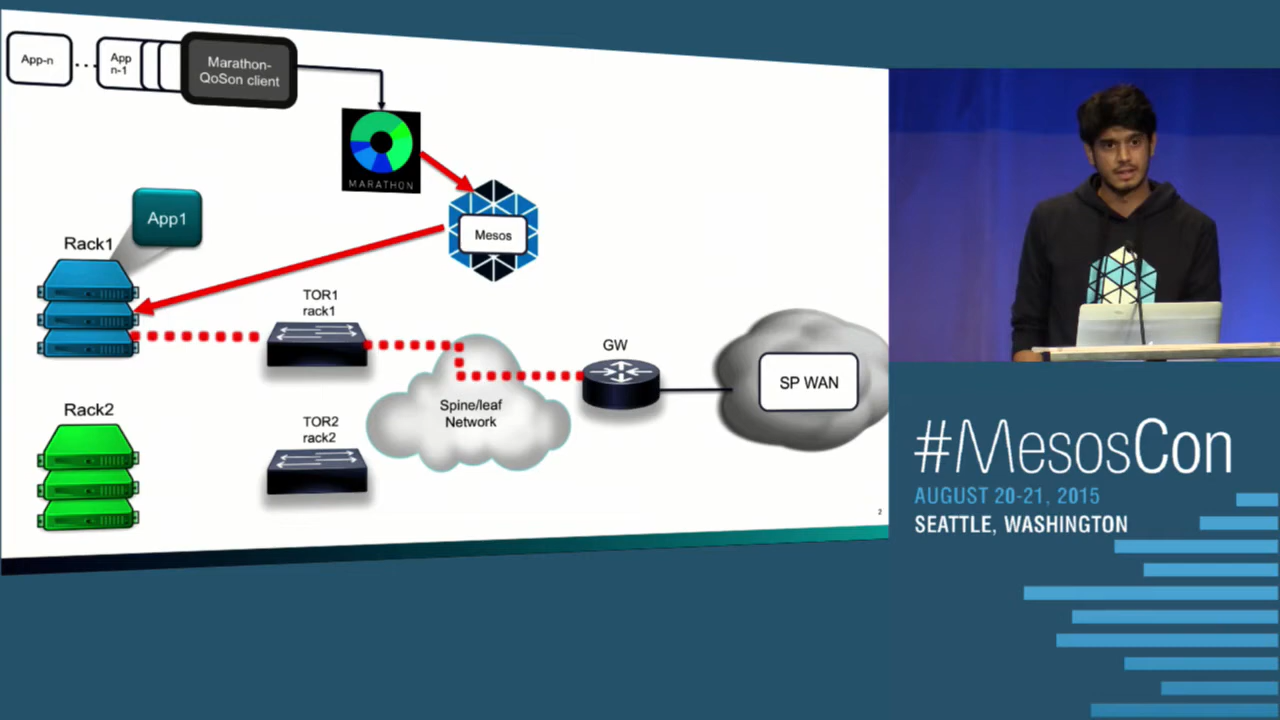 App-n
...
App
n-1
Marathon-
QoSon client
MARATHON
App1
Mesos
Rack1
TOR1
rack1
GW
SP WAN
Spine/leaf
Network
Rack2
TOR2
rack2
2
#MesosCon
AUGUST 20-21, 2015
SEATTLE, WASHINGTON